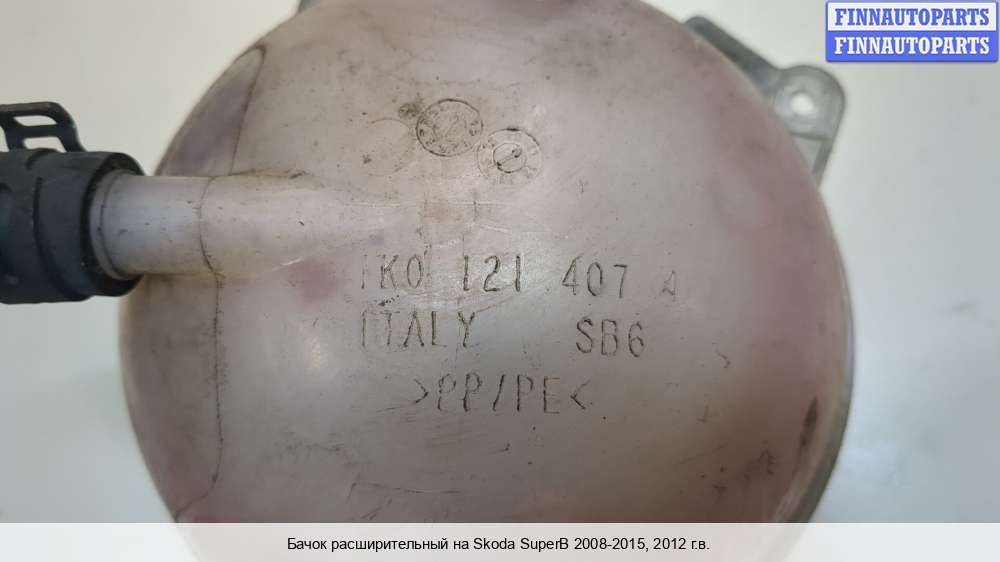 FINNAUTOPARTS
FINNAUTOPARTS
1K0 121 407 A
ITALY SB6
>PP/PE<
Бачок расширительный на Skoda SuperB 2008-2015, 2012 г.в.